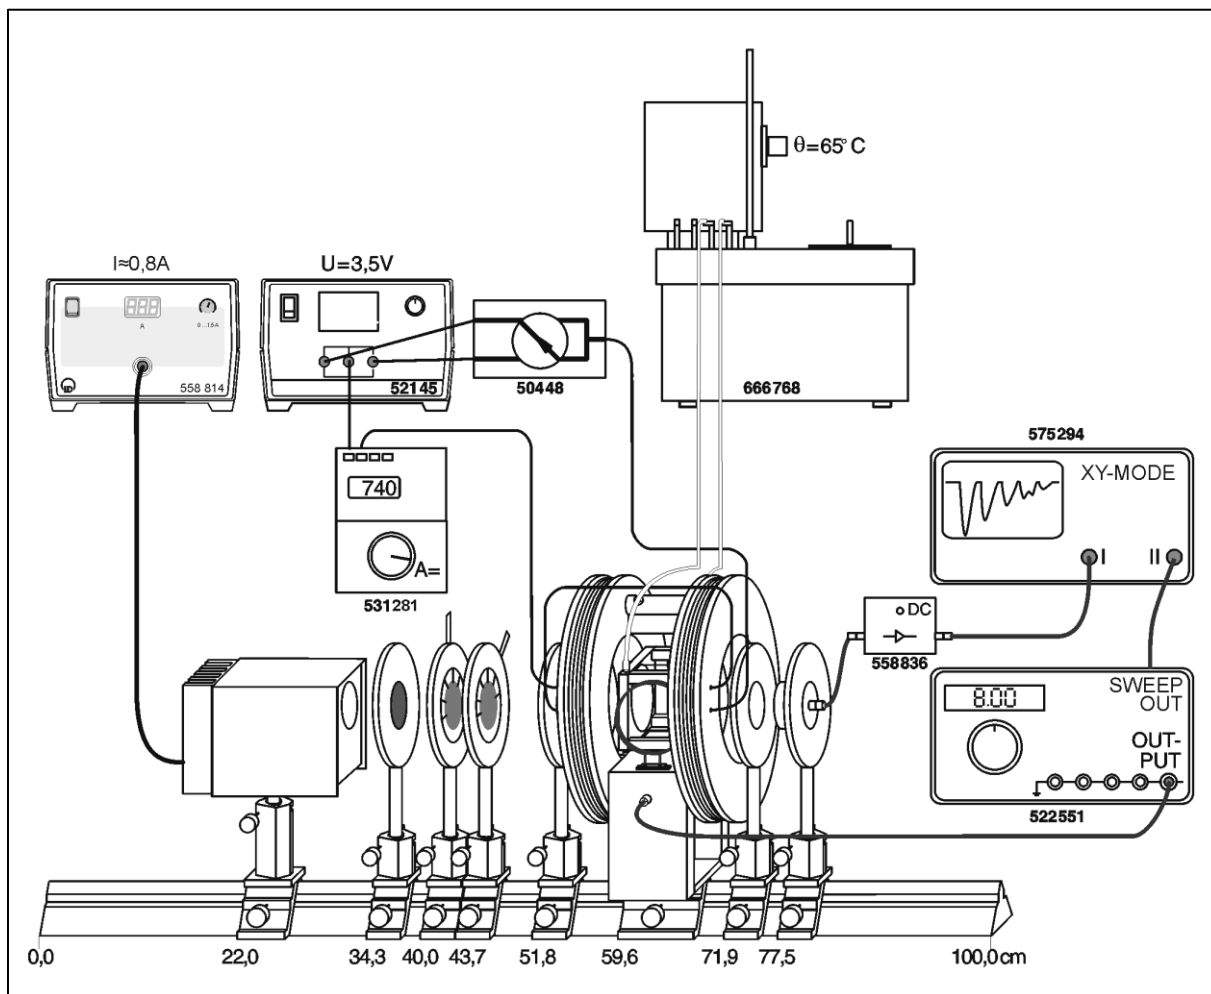 θ=65°C
I≈0,8A
U=3,5V
A
0...1,5A
558 814
52145
50448
666768
575294
XY-MODE
I
II
740
A=
531281
DC
558836
8.00
SWEEP
OUT
OUT-
PUT
522551
0,0
22,0
34,3
40,0
43,7
51,8
59,6
71,9
77,5
100,0cm